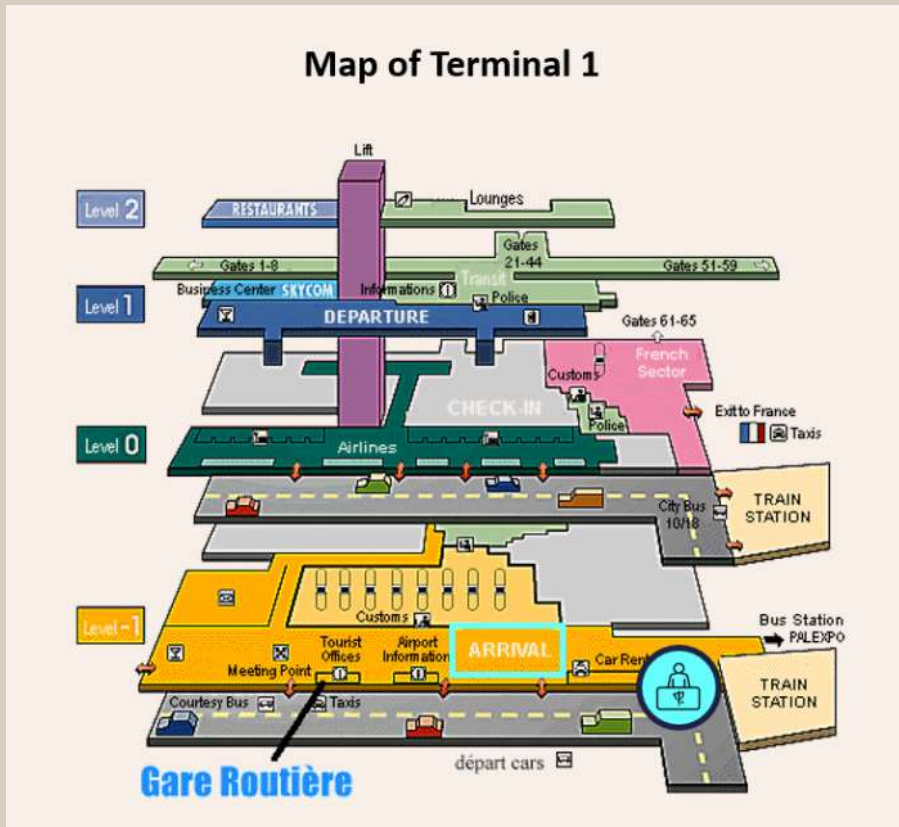 Map of Terminal 1
Lift
Level 2
RESTAURANTS
Lounges
Gates 1-8
Gates
21-44
Gates 51-59
Transit
Business Center SKYCOM
Informations
Police
Level 1
DEPARTURE
Gates 61-65
French
Sector
Customs
CHECK-IN
Exit to France
Taxis
Police
Level 0
Airlines
City Bus
10/18
TRAIN
STATION
Customs
Level -1
Bus Station
PALEXPO
Tourist
Offices
Airport
Information
ARRIVAL
Meeting Point
Car Rent
TRAIN
STATION
Courtesy Bus
Taxis
départ cars
Gare Routière